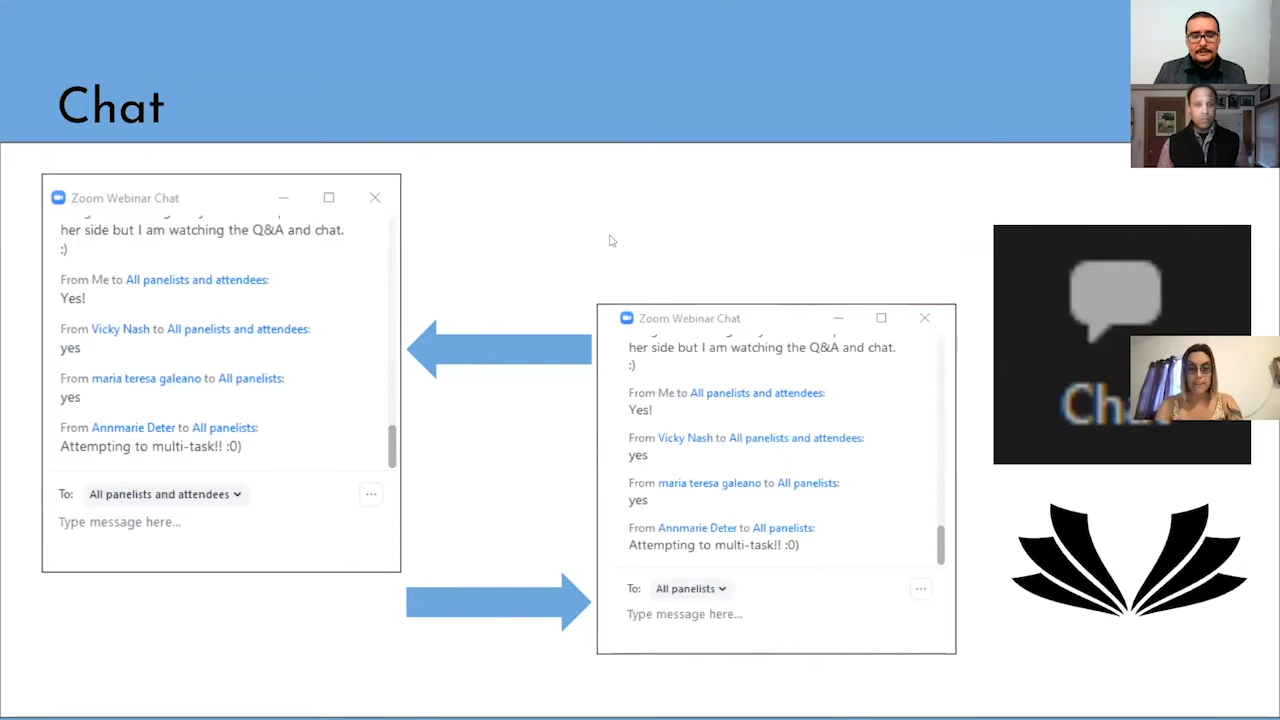 Chat
Zoom Webinar Chat
her side but I am watching the Q&A and chat.
:)
From Me to All panelists and attendees:
Yes!
From Vicky Nash to All panelists and attendees:
yes
From maria teresa galeano to All panelists:
yes
From Annmarie Deter to All panelists:
Attempting to multi-task!! :0)
To: All panelists and attendees
Type message here...
Zoom Webinar Chat
her side but I am watching the Q&A and chat.
:)
From Me to All panelists and attendees:
Yes!
From Vicky Nash to All panelists and attendees:
yes
From maria teresa galeano to All panelists:
yes
From Annmarie Deter to All panelists:
Attempting to multi-task!! :0)
To: All panelists
Type message here...